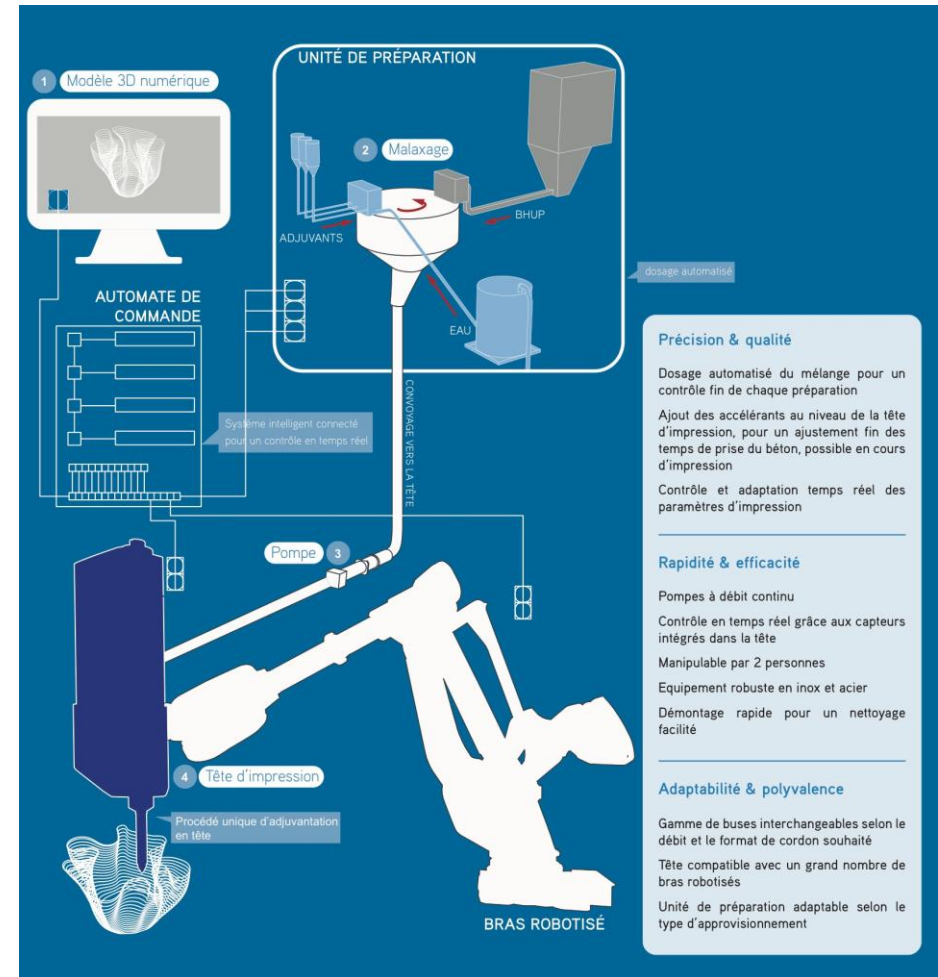 UNITÉ DE PRÉPARATION
1 Modèle 3D numérique
2 Malaxage
ADJUVANTS
BHUP
EAU
dosage automatisé
AUTOMATE DE
COMMANDE
Système intelligent connecté
pour un contrôle en temps réel
CONVOYAGE VERS LA TÊTE
Pompe 3
4 Tête d'impression
Procédé unique d'adjuvantation
en tête
BRAS ROBOTISÉ
Précision & qualité
Dosage automatisé du mélange pour un
contrôle fin de chaque préparation
Ajout des accélérants au niveau de la tête
d'impression, pour un ajustement fin des
temps de prise du béton, possible en cours
d'impression
Contrôle et adaptation temps réel des
paramètres d'impression
Rapidité & efficacité
Pompes à débit continu
Contrôle en temps réel grâce aux capteurs
intégrés dans la tête
Manipulable par 2 personnes
Equipement robuste en inox et acier
Démontage rapide pour un nettoyage
facilité
Adaptabilité & polyvalence
Gamme de buses interchangeables selon le
débit et le format de cordon souhaité
Tête compatible avec un grand nombre de
bras robotisés
Unité de préparation adaptable selon le
type d'approvisionnement